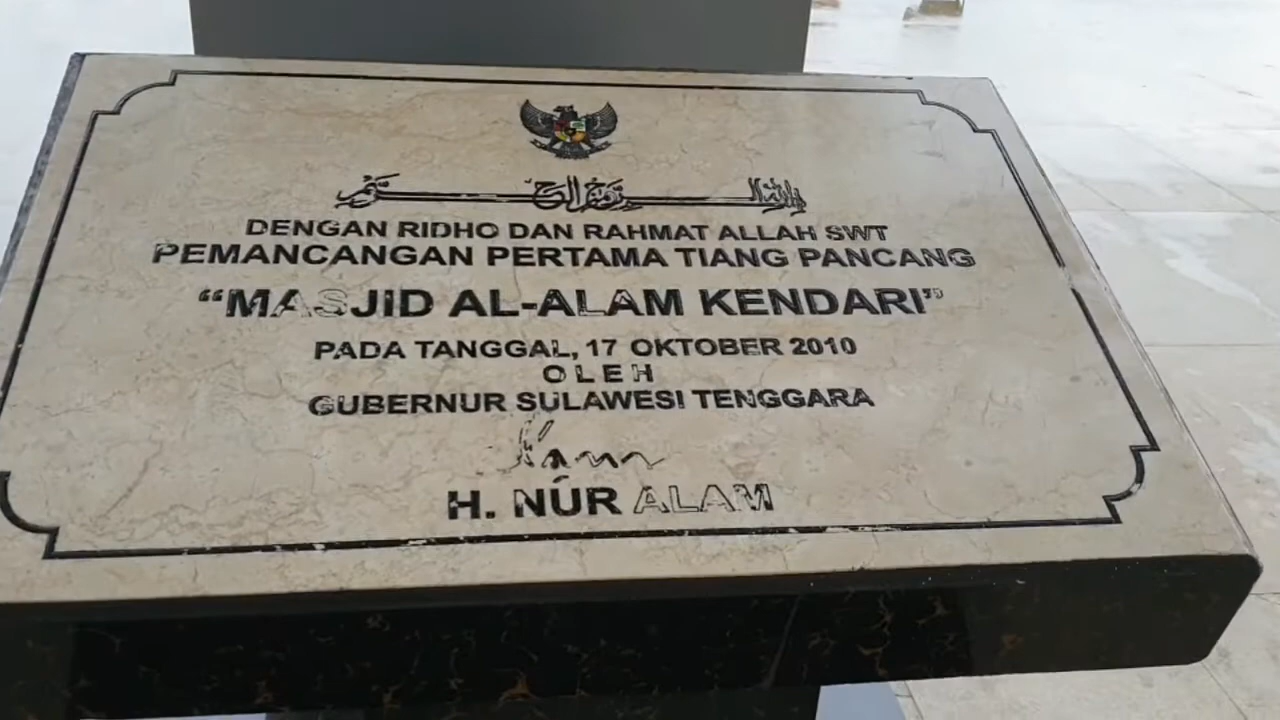 بسم الله الرحمن الرحيم
DENGAN RIDHO DAN RAHMAT ALLAH SWT
PEMANCANGAN PERTAMA TIANG PANCANG
“MASJID AL-ALAM KENDARI”
PADA TANGGAL, 17 OKTOBER 2010
OLEH
GUBERNUR SULAWESI TENGGARA
H. NUR ALAM